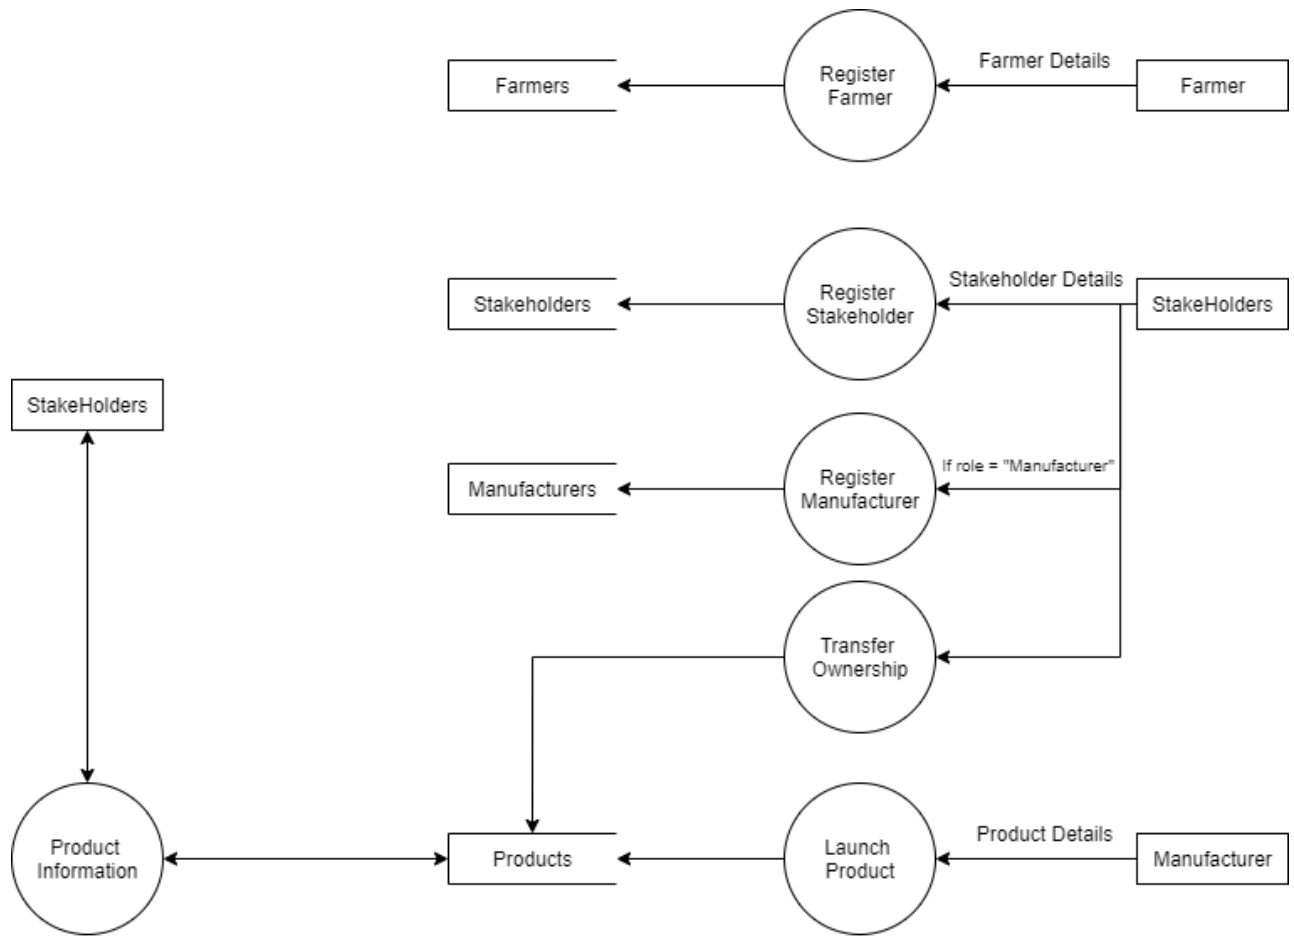 Farmers
Register
Farmer
Farmer Details
Farmer
Stakeholders
Register
Stakeholder
Stakeholder Details
StakeHolders
StakeHolders
Manufacturers
Register
Manufacturer
If role = "Manufacturer"
Transfer
Ownership
Product
Information
Products
Launch
Product
Product Details
Manufacturer